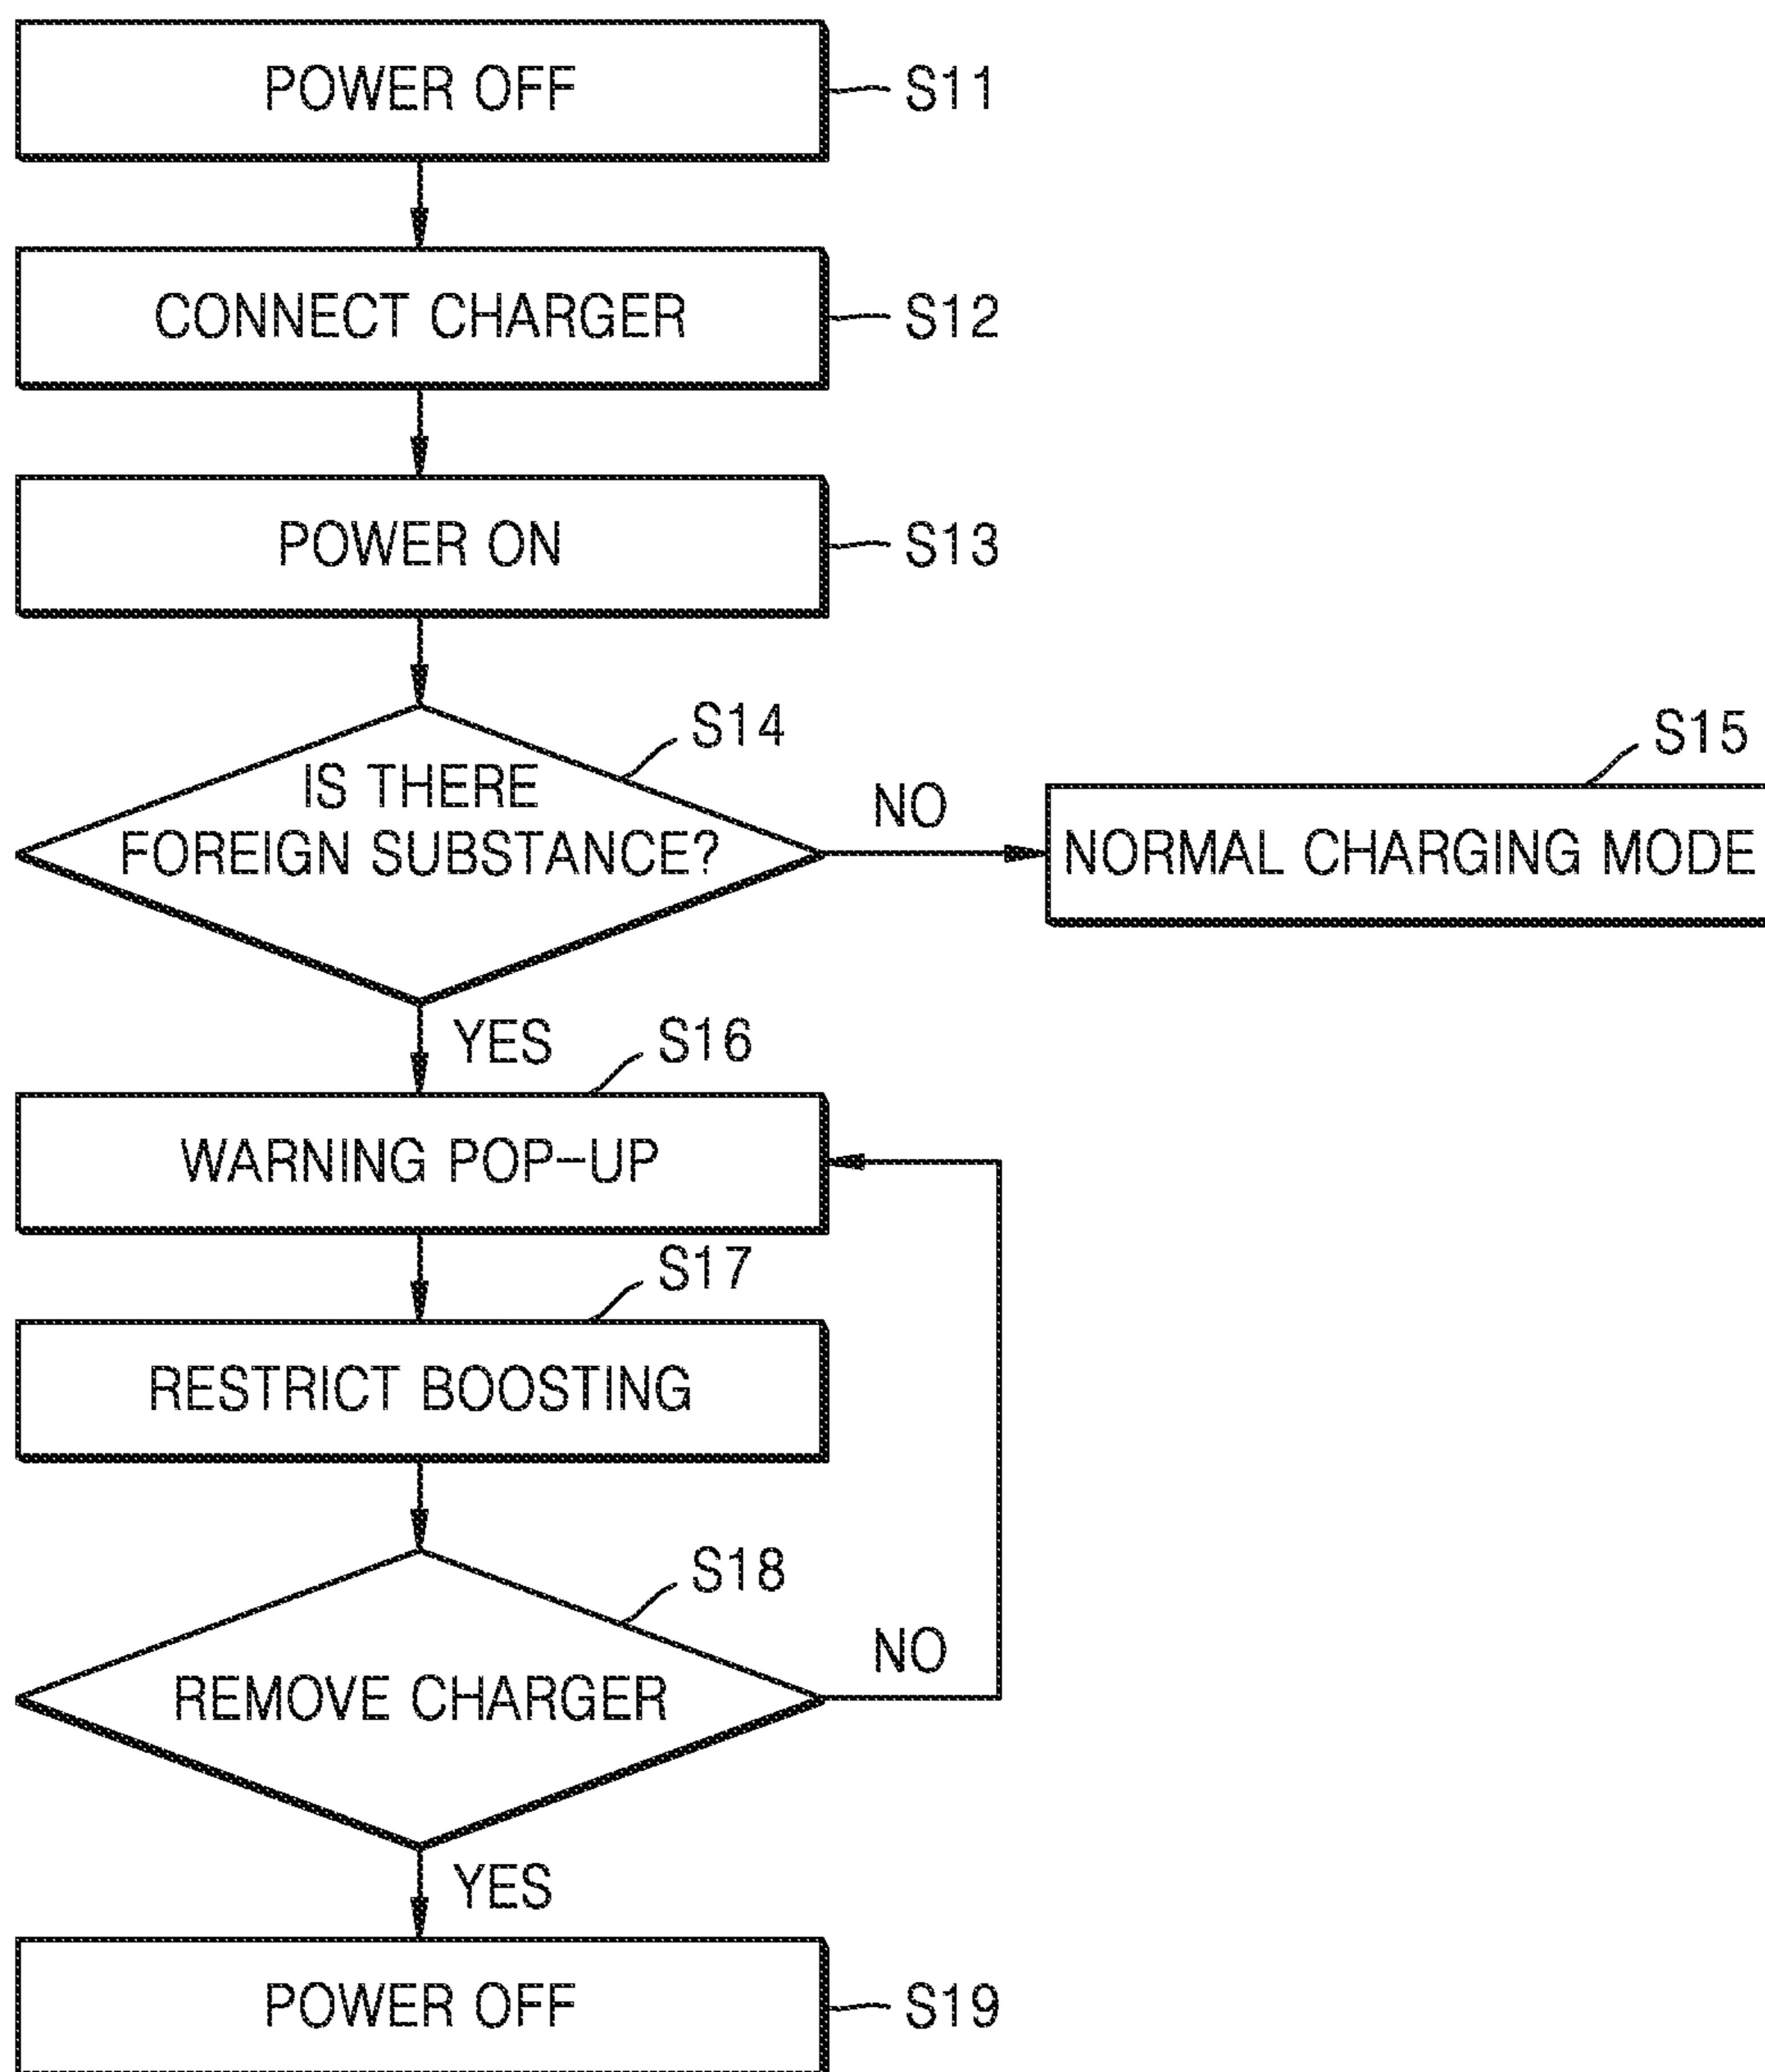 POWER OFF
S11
CONNECT CHARGER
S12
POWER ON
S13
S14
IS THERE
FOREIGN SUBSTANCE?
NO
S15
NORMAL CHARGING MODE
YES
S16
WARNING POP-UP
S17
RESTRICT BOOSTING
S18
REMOVE CHARGER
NO
YES
POWER OFF
S19